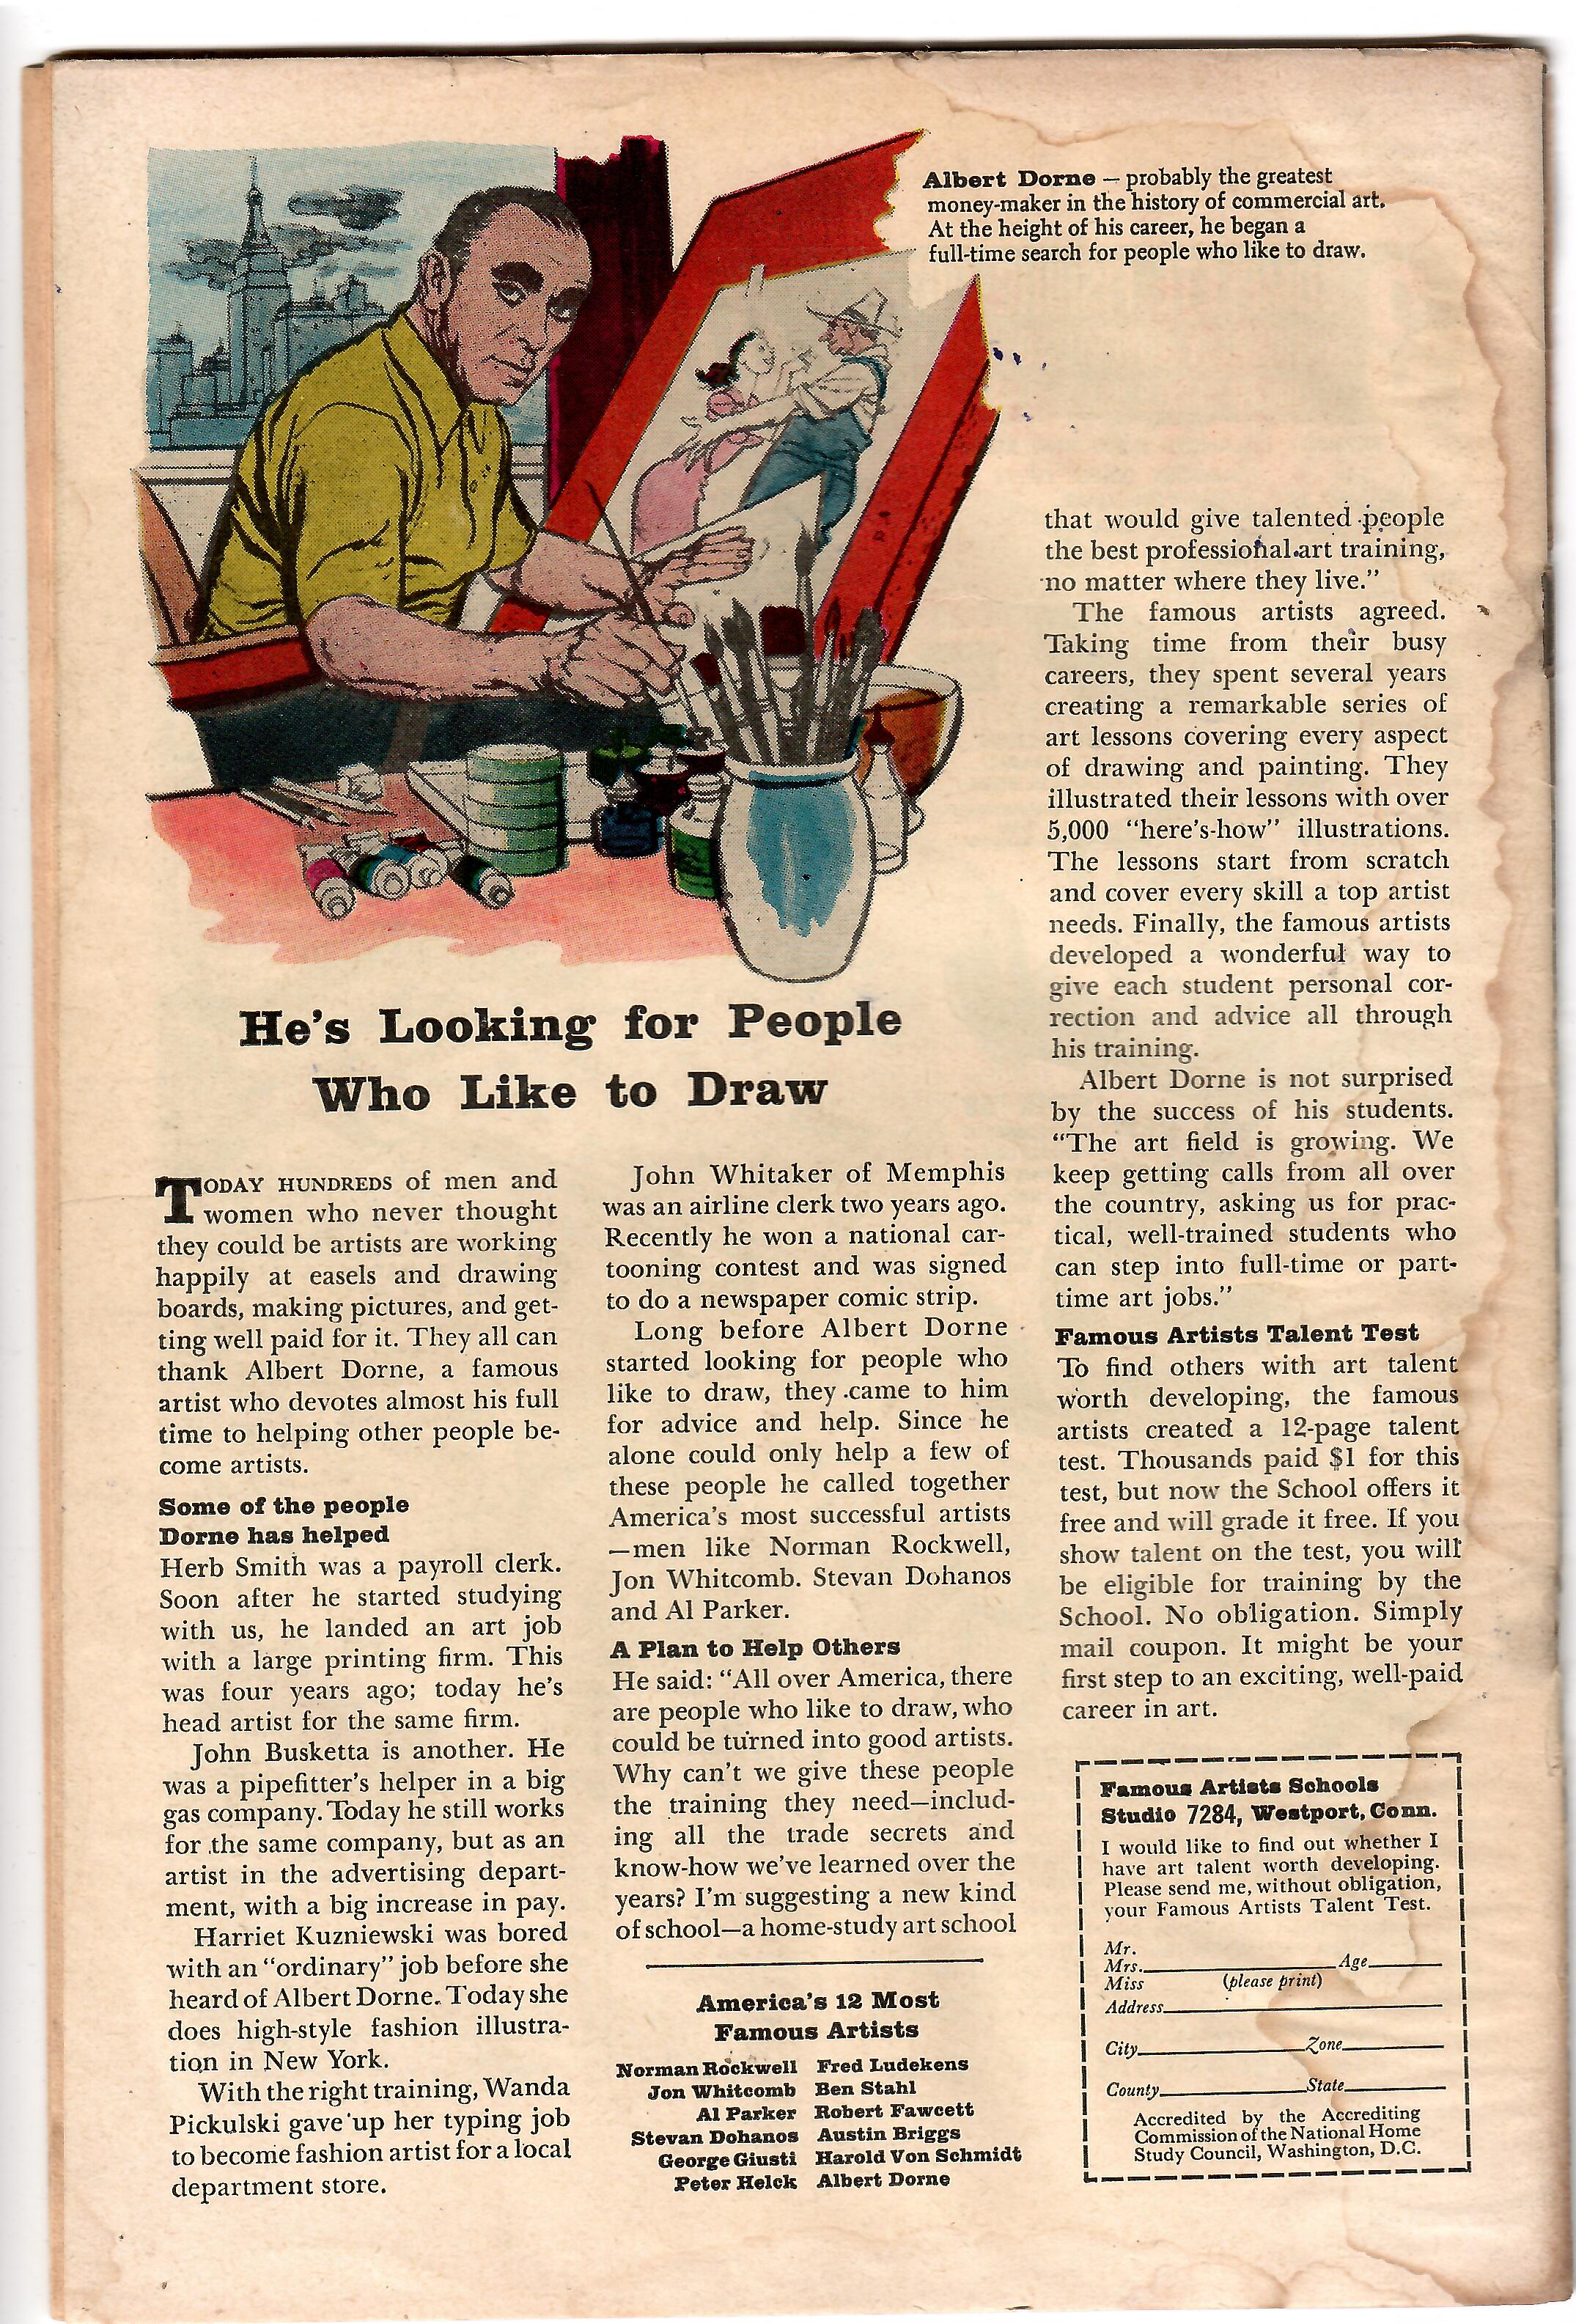 Albert Dorne — probably the greatest
money-maker in the history of commercial art.
At the height of his career, he began a
full-time search for people who like to draw.
He's Looking for People
Who Like to Draw
TODAY HUNDREDS of men and
women who never thought
they could be artists are working
happily at easels and drawing
boards, making pictures, and get-
ting well paid for it. They all can
thank Albert Dorne, a famous
artist who devotes almost his full
time to helping other people be-
come artists.
Some of the people
Dorne has helped
Herb Smith was a payroll clerk.
Soon after he started studying
with us, he landed an art job
with a large printing firm. This
was four years ago; today he's
head artist for the same firm.
John Busketta is another. He
was a pipefitter's helper in a big
gas company. Today he still works
for the same company, but as an
artist in the advertising depart-
ment, with a big increase in pay.
Harriet Kuzniewski was bored
with an "ordinary" job before she
heard of Albert Dorne. Today she
does high-style fashion illustra-
tion in New York.
With the right training, Wanda
Pickulski gave up her typing job
to become fashion artist for a local
department store.
John Whitaker of Memphis
was an airline clerk two years ago.
Recently he won a national car-
tooning contest and was signed
to do a newspaper comic strip.
Long before Albert Dorne
started looking for people who
like to draw, they came to him
for advice and help. Since he
alone could only help a few of
these people he called together
America's most successful artists
—men like Norman Rockwell,
Jon Whitcomb. Stevan Dohanos
and Al Parker.
A Plan to Help Others
He said: "All over America, there
are people who like to draw, who
could be turned into good artists.
Why can't we give these people
the training they need—includ-
ing all the trade secrets and
know-how we've learned over the
years? I'm suggesting a new kind
of school—a home-study art school
America's 12 Most
Famous Artists
Norman Rockwell Fred Ludekens
Jon Whitcomb Ben Stahl
Al Parker Robert Fawcett
Stevan Dohanos Austin Briggs
George Giusti Harold Von Schmidt
Peter Helck Albert Dorne
that would give talented people
the best professional art training,
no matter where they live."
The famous artists agreed.
Taking time from their busy
careers, they spent several years
creating a remarkable series of
art lessons covering every aspect
of drawing and painting. They
illustrated their lessons with over
5,000 "here's-how" illustrations.
The lessons start from scratch
and cover every skill a top artist
needs. Finally, the famous artists
developed a wonderful way to
give each student personal cor-
rection and advice all through
his training.
Albert Dorne is not surprised
by the success of his students.
"The art field is growing. We
keep getting calls from all over
the country, asking us for prac-
tical, well-trained students who
can step into full-time or part-
time art jobs."
Famous Artists Talent Test
To find others with art talent
worth developing, the famous
artists created a 12-page talent
test. Thousands paid $1 for this
test, but now the School offers it
free and will grade it free. If you
show talent on the test, you will
be eligible for training by the
School. No obligation. Simply
mail coupon. It might be your
first step to an exciting, well-paid
career in art.
Famous Artists Schools
Studio 7284, Westport, Conn.
I would like to find out whether I
have art talent worth developing.
Please send me, without obligation,
your Famous Artists Talent Test.
Mr.
Mrs. Age
Miss (please print)
Address
City Zone
County State
Accredited by the Accrediting
Commission of the National Home
Study Council, Washington, D.C.